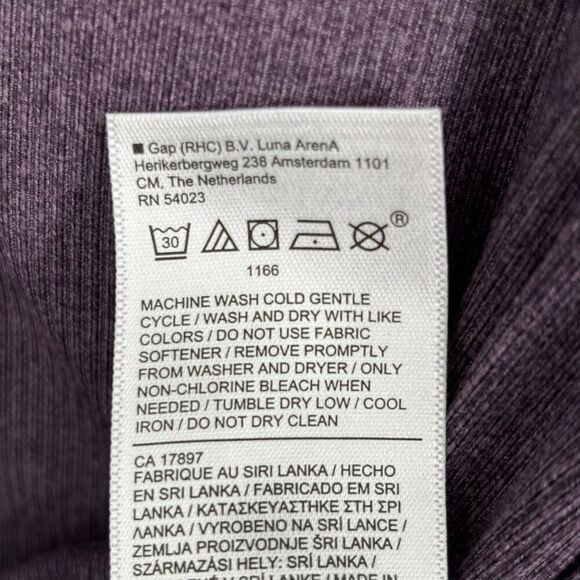 ■ Gap (RHC) B.V. Luna ArenA
Herikerbergweg 238 Amsterdam 1101
CM, The Netherlands
RN 54023
30
®
1166
MACHINE WASH COLD GENTLE
CYCLE / WASH AND DRY WITH LIKE
COLORS / DO NOT USE FABRIC
SOFTENER / REMOVE PROMPTLY
FROM WASHER AND DRYER / ONLY
NON-CHLORINE BLEACH WHEN
NEEDED / TUMBLE DRY LOW / COOL
IRON / DO NOT DRY CLEAN
CA 17897
FABRIQUE AU SIRI LANKA / HECHO
EN SRI LANKA / FABRICADO EM SRI
LANKA / ΚΑΤΑΣΚΕΥΑΣΤΗΚΕ ΣΤΗ ΣΡΙ
ΛΑΝΚΑ / VYROBENO NA SRÍ LANCE /
ZEMLJA PROIZVODNJE ŠRI LANKA /
SZÁRMAZÁSI HELY: SRÍ LANKA /